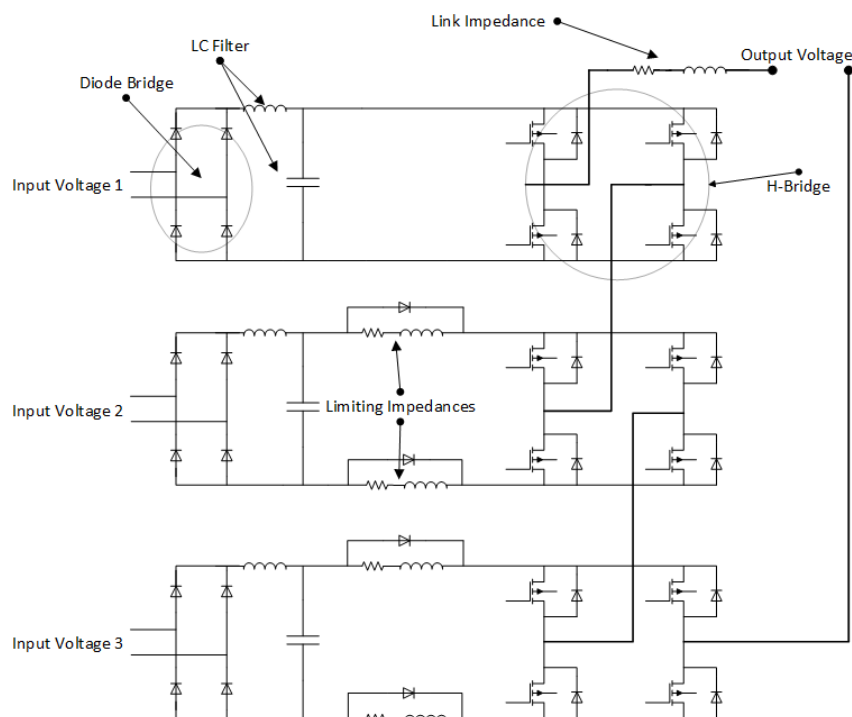 Link Impedance
LC Filter
Output Voltage
Diode Bridge
Input Voltage 1
H-Bridge
Input Voltage 2
Limiting Impedances
Input Voltage 3